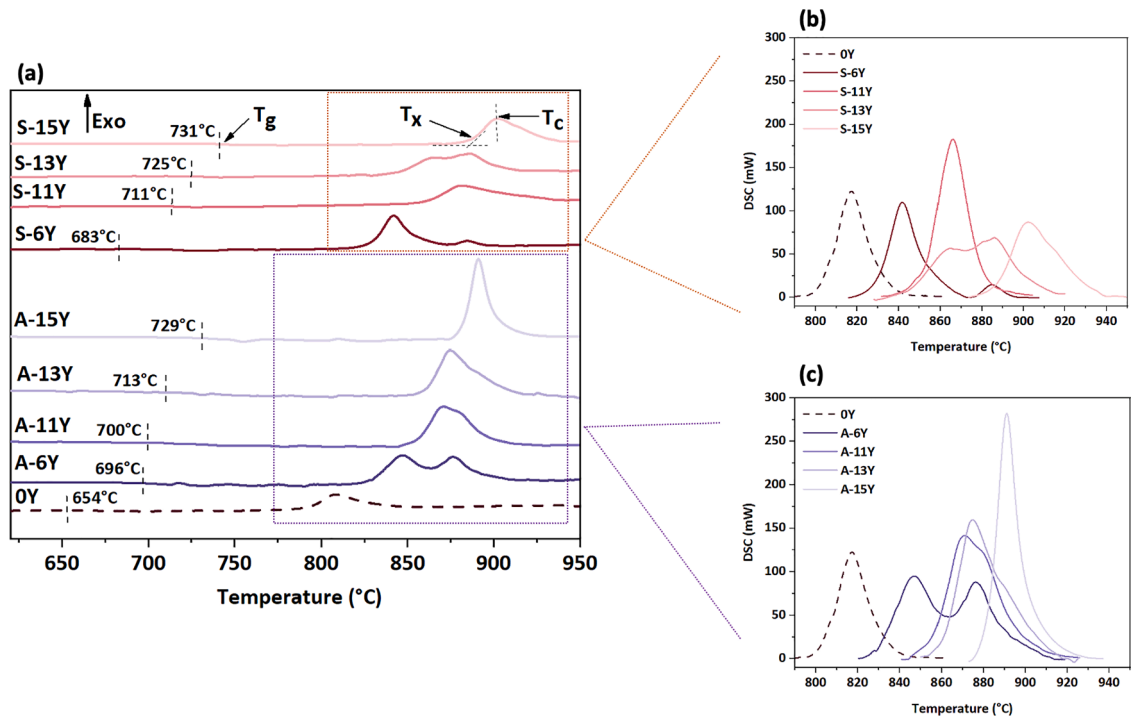 (a)
Exo
S-15Y
731°C
Tg
TX
TC
S-13Y
725°C
S-11Y
711°C
S-6Y
683°C
A-15Y
729°C
A-13Y
713°C
A-11Y
700°C
A-6Y
696°C
0Y
654°C
650 700 750 800 850 900 950
Temperature (°C)
(b)
300
250
200
150
100
50
0
DSC (mW)
0Y
S-6Y
S-11Y
S-13Y
S-15Y
800 820 840 860 880 900 920 940
Temperature (°C)
(c)
300
250
200
150
100
50
0
DSC (mW)
0Y
A-6Y
A-11Y
A-13Y
A-15Y
800 820 840 860 880 900 920 940
Temperature (°C)